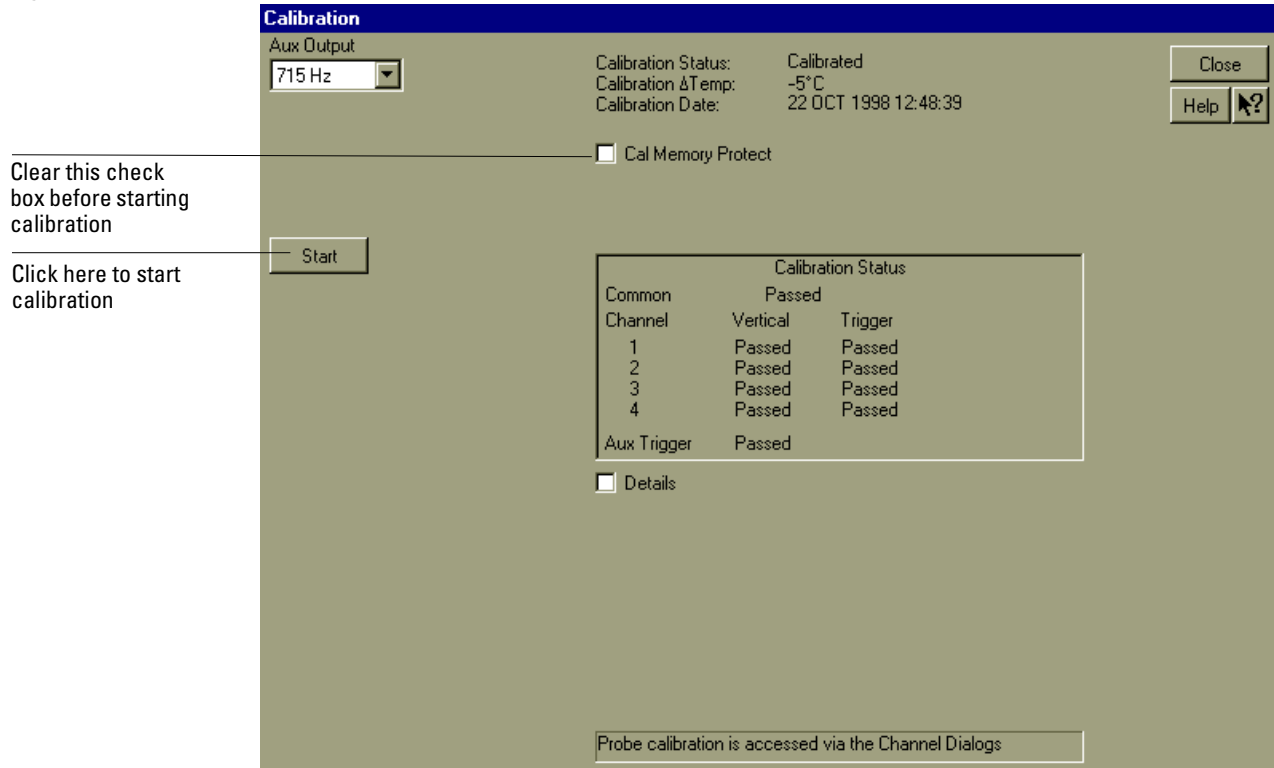 Calibration
Aux Output
715 Hz
Calibration Status: Calibrated
Calibration ΔTemp: -5°C
Calibration Date: 22 OCT 1998 12:48:39
Close
Help ?
Cal Memory Protect
Clear this check
box before starting
calibration
Start
Click here to start
calibration
Calibration Status
Common Passed
Channel Vertical Trigger
1 Passed Passed
2 Passed Passed
3 Passed Passed
4 Passed Passed
Aux Trigger Passed
Details
Probe calibration is accessed via the Channel Dialogs